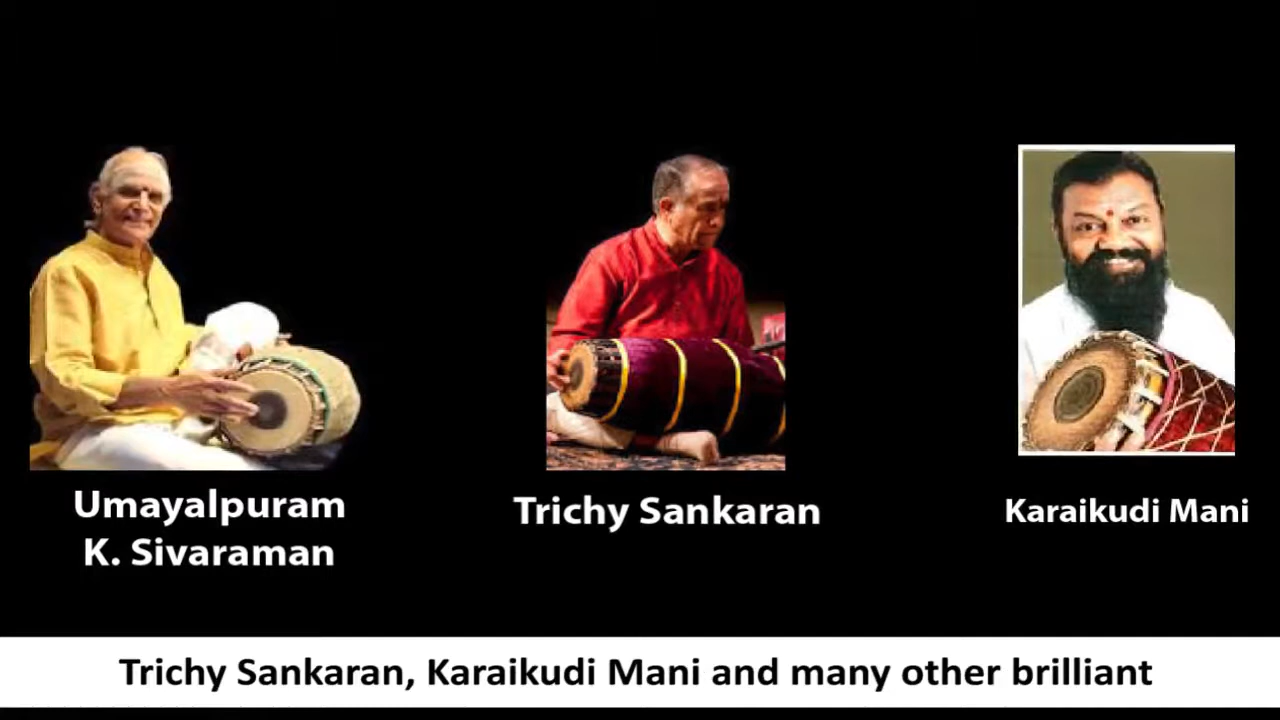 Umayalpuram
K. Sivaraman
Trichy Sankaran
Karaikudi Mani
Trichy Sankaran, Karaikudi Mani and many other brilliant